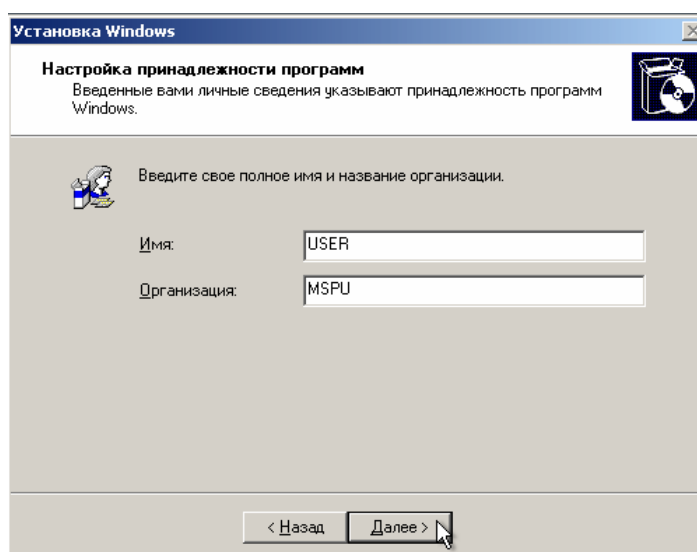 Установка Windows
Настройка принадлежности программ
Введенные вами личные сведения указывают принадлежность программ
Windows.
Введите свое полное имя и название организации.
Имя: USER
Организация: MSPU
< Назад Далее >